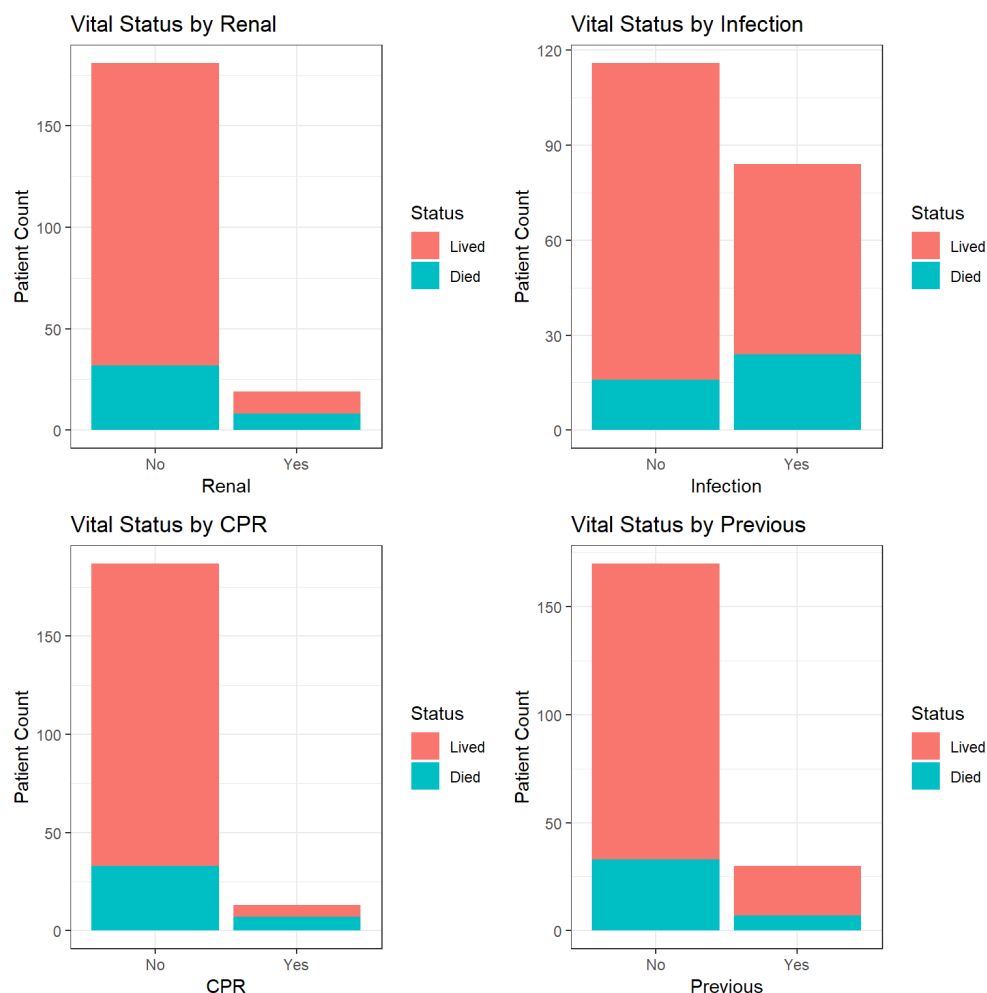 Vital Status by Renal
150
100
50
0
Patient Count
No
Yes
Renal
Status
Lived
Died
Vital Status by Infection
120
90
60
30
0
Patient Count
No
Yes
Infection
Status
Lived
Died
Vital Status by CPR
150
100
50
0
Patient Count
No
Yes
CPR
Status
Lived
Died
Vital Status by Previous
150
100
50
0
Patient Count
No
Yes
Previous
Status
Lived
Died